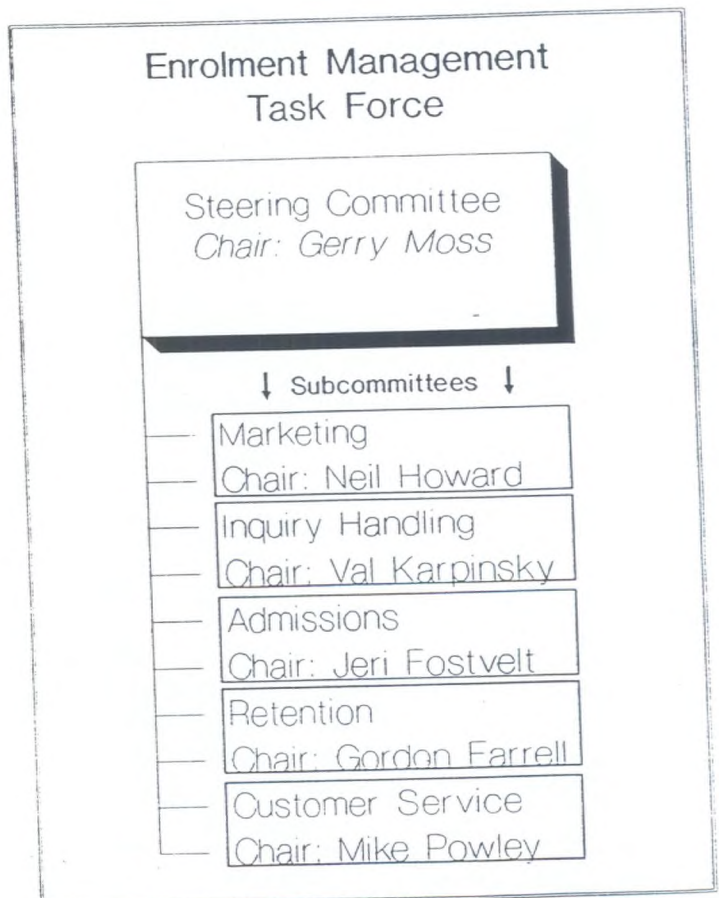 Enrolment Management
Task Force
Steering Committee
Chair: Gerry Moss
↓ Subcommittees ↓
Marketing
Chair: Neil Howard
Inquiry Handling
Chair: Val Karpinsky
Admissions
Chair: Jeri Fostvelt
Retention
Chair: Gordon Farrell
Customer Service
Chair: Mike Powley